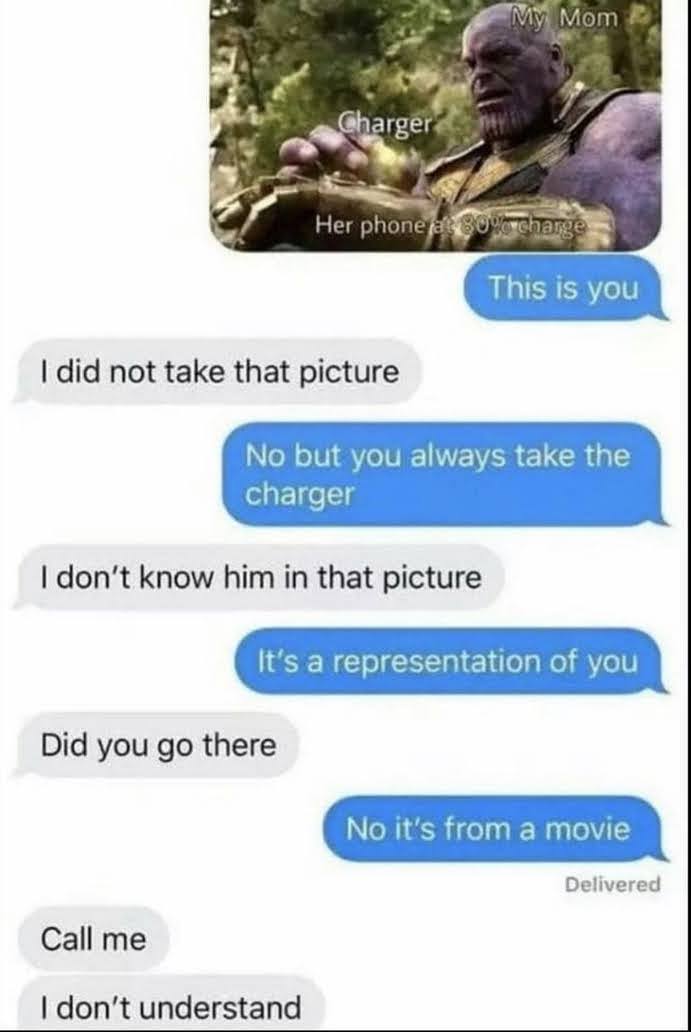 My Mom
Charger
Her phone at 80% charge
This is you
I did not take that picture
No but you always take the
charger
I don't know him in that picture
It's a representation of you
Did you go there
No it's from a movie
Delivered
Call me
I don't understand